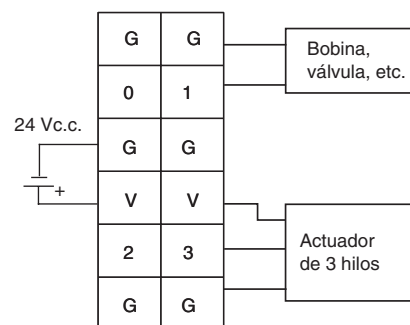 G G
Bobina,
válvula, etc.
0 1
24 Vc.c.
G G
+
V V
2 3
Actuador
de 3 hilos
G G